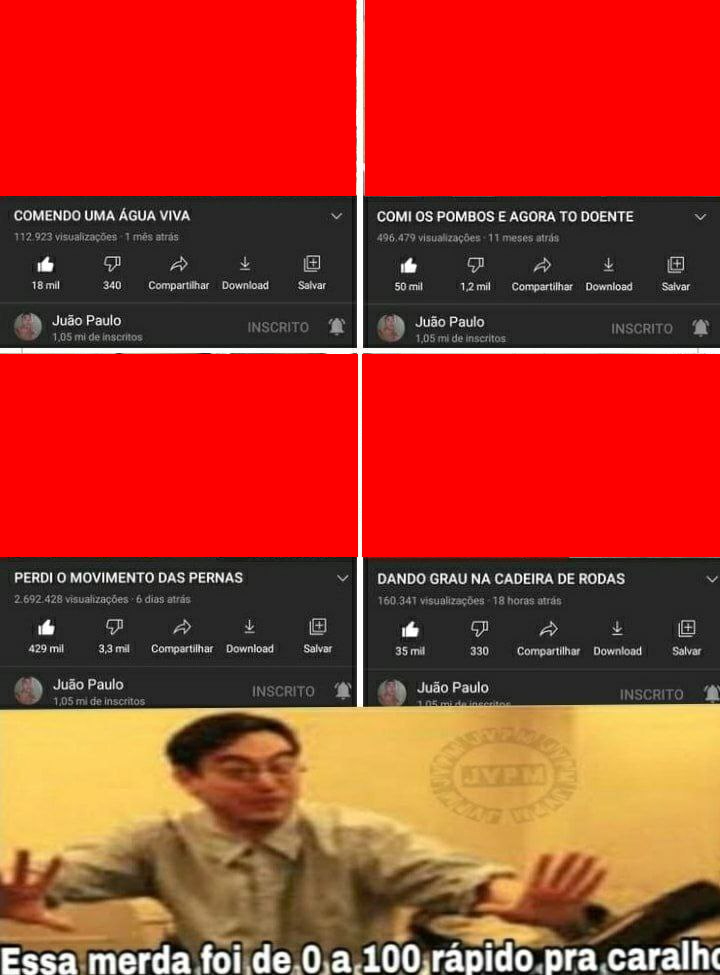 COMENDO UMA ÁGUA VIVA
112.923 visualizações · 1 mês atrás
18 mil 340 Compartilhar Download Salvar
Juão Paulo INSCRITO
1,05 mi de inscritos
COMI OS POMBOS E AGORA TO DOENTE
496.479 visualizações · 11 meses atrás
50 mil 1,2 mil Compartilhar Download Salvar
Juão Paulo INSCRITO
1,05 mi de inscritos
PERDI O MOVIMENTO DAS PERNAS
2.692.428 visualizações · 6 dias atrás
429 mil 3,3 mil Compartilhar Download Salvar
Juão Paulo INSCRITO
1,05 mi de inscritos
DANDO GRAU NA CADEIRA DE RODAS
160.341 visualizações · 18 horas atrás
35 mil 330 Compartilhar Download Salvar
Juão Paulo INSCRITO
1,05 mi de inscritos
JVPM
Essa merda foi de 0 a 100 rápido pra caralho